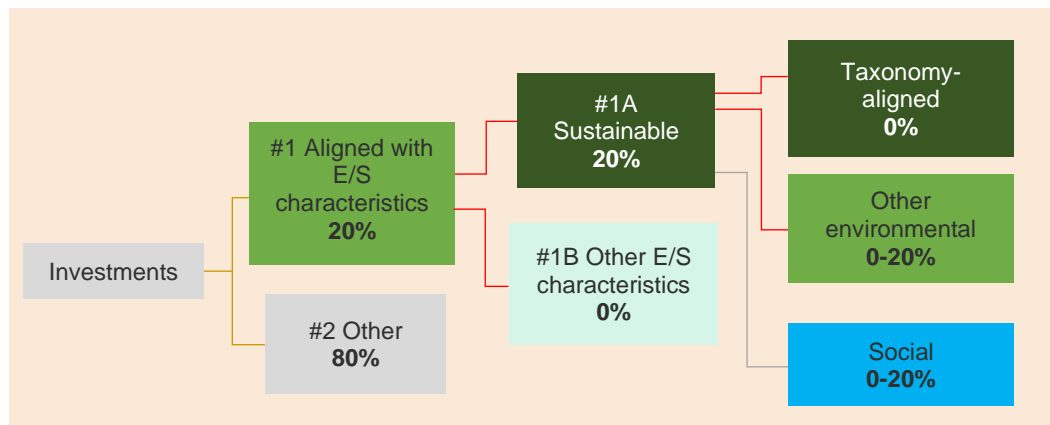 Investments
#1 Aligned with
E/S
characteristics
20%
#2 Other
80%
#1A
Sustainable
20%
#1B Other E/S
characteristics
0%
Taxonomy-
aligned
0%
Other
environmental
0-20%
Social
0-20%